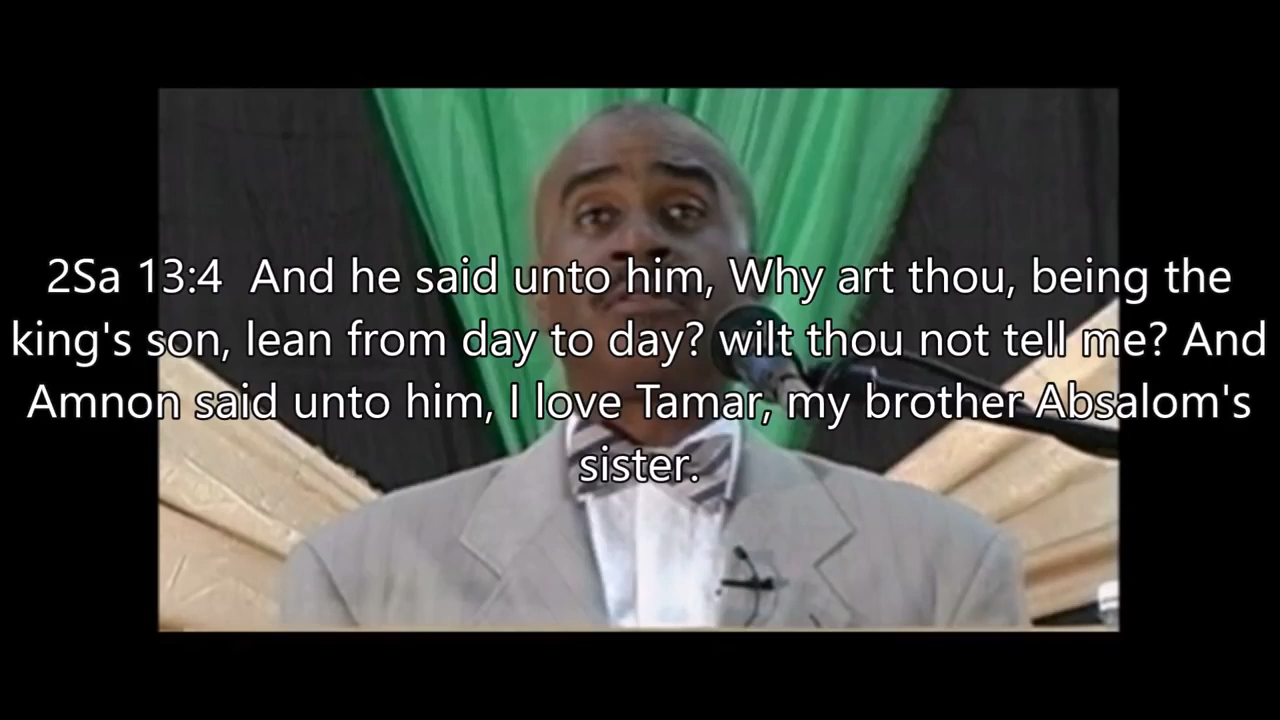 2Sa 13:4  And he said unto him, Why art thou, being the
king's son, lean from day to day? wilt thou not tell me? And
Amnon said unto him, I love Tamar, my brother Absalom's
sister.